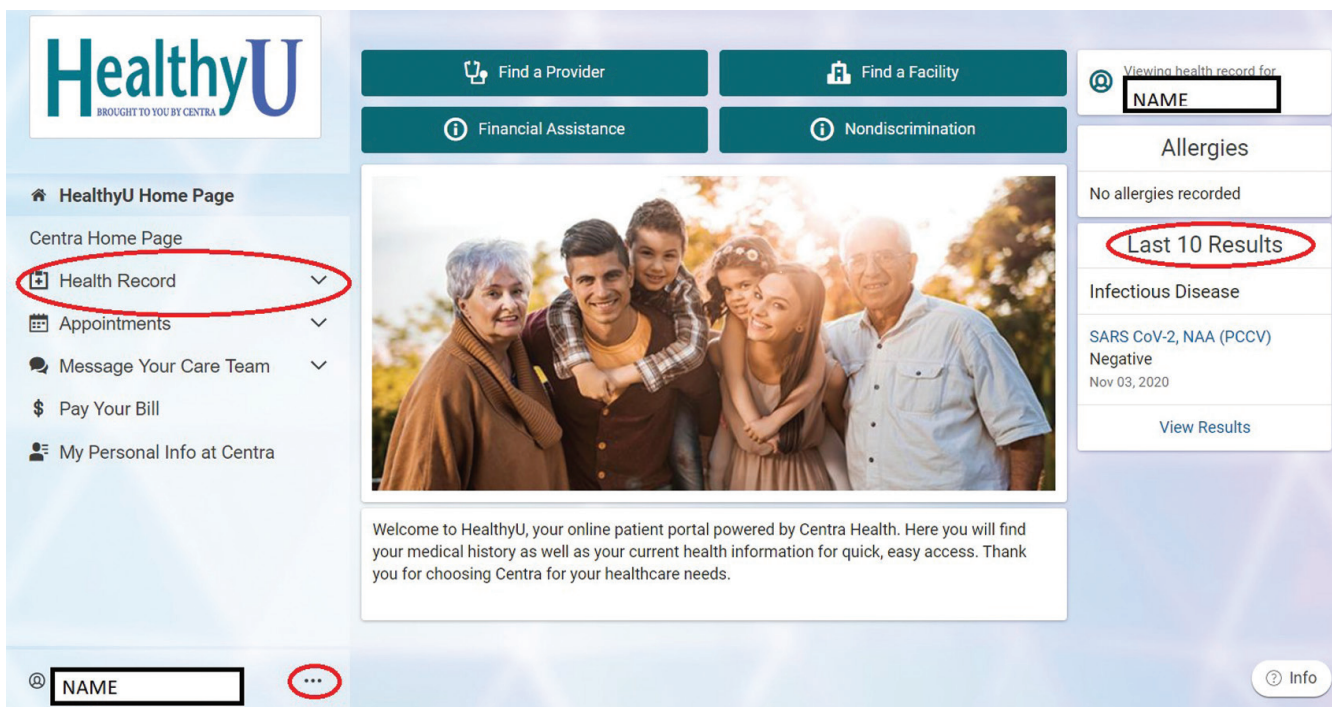 HealthyU
BROUGHT TO YOU BY CENTRA
HealthyU Home Page
Centra Home Page
Health Record
Appointments
Message Your Care Team
$ Pay Your Bill
My Personal Info at Centra
NAME
...
Find a Provider
Find a Facility
Financial Assistance
Nondiscrimination
Welcome to HealthyU, your online patient portal powered by Centra Health. Here you will find
your medical history as well as your current health information for quick, easy access. Thank
you for choosing Centra for your healthcare needs.
Viewing health record for
NAME
Allergies
No allergies recorded
Last 10 Results
Infectious Disease
SARS CoV-2, NAA (PCCV)
Negative
Nov 03, 2020
View Results
? Info